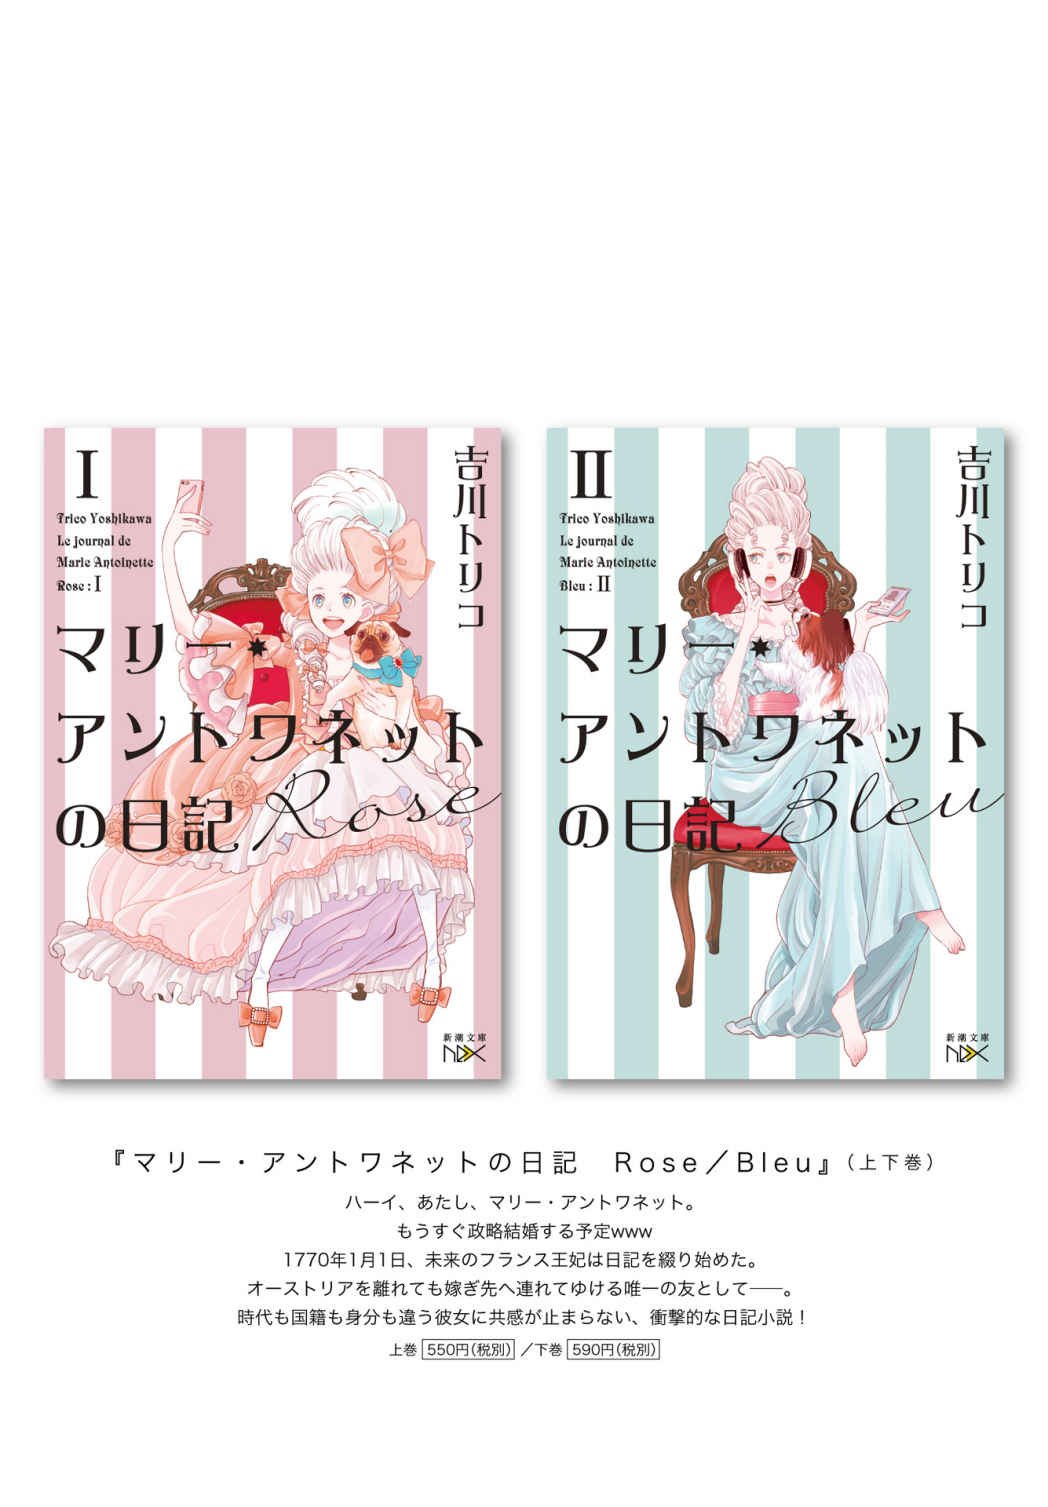 I
Trico Yoshikawa
Le journal de
Marie Antoinette
Rose : I
吉川トリコ
マリー・
アントワネット
の日記 Rose
新潮文庫
nex
II
Trico Yoshikawa
Le journal de
Marie Antoinette
Bleu : II
吉川トリコ
マリー・
アントワネット
の日記 Bleu
新潮文庫
nex
『マリー・アントワネットの日記　Rose／Bleu』（上下巻）
ハーイ、あたし、マリー・アントワネット。
もうすぐ政略結婚する予定www
1770年1月1日、未来のフランス王妃は日記を綴り始めた。
オーストリアを離れても嫁ぎ先へ連れてゆける唯一の友として――。
時代も国籍も身分も違う彼女に共感が止まらない、衝撃的な日記小説！
上巻 550円（税別）／下巻 590円（税別）